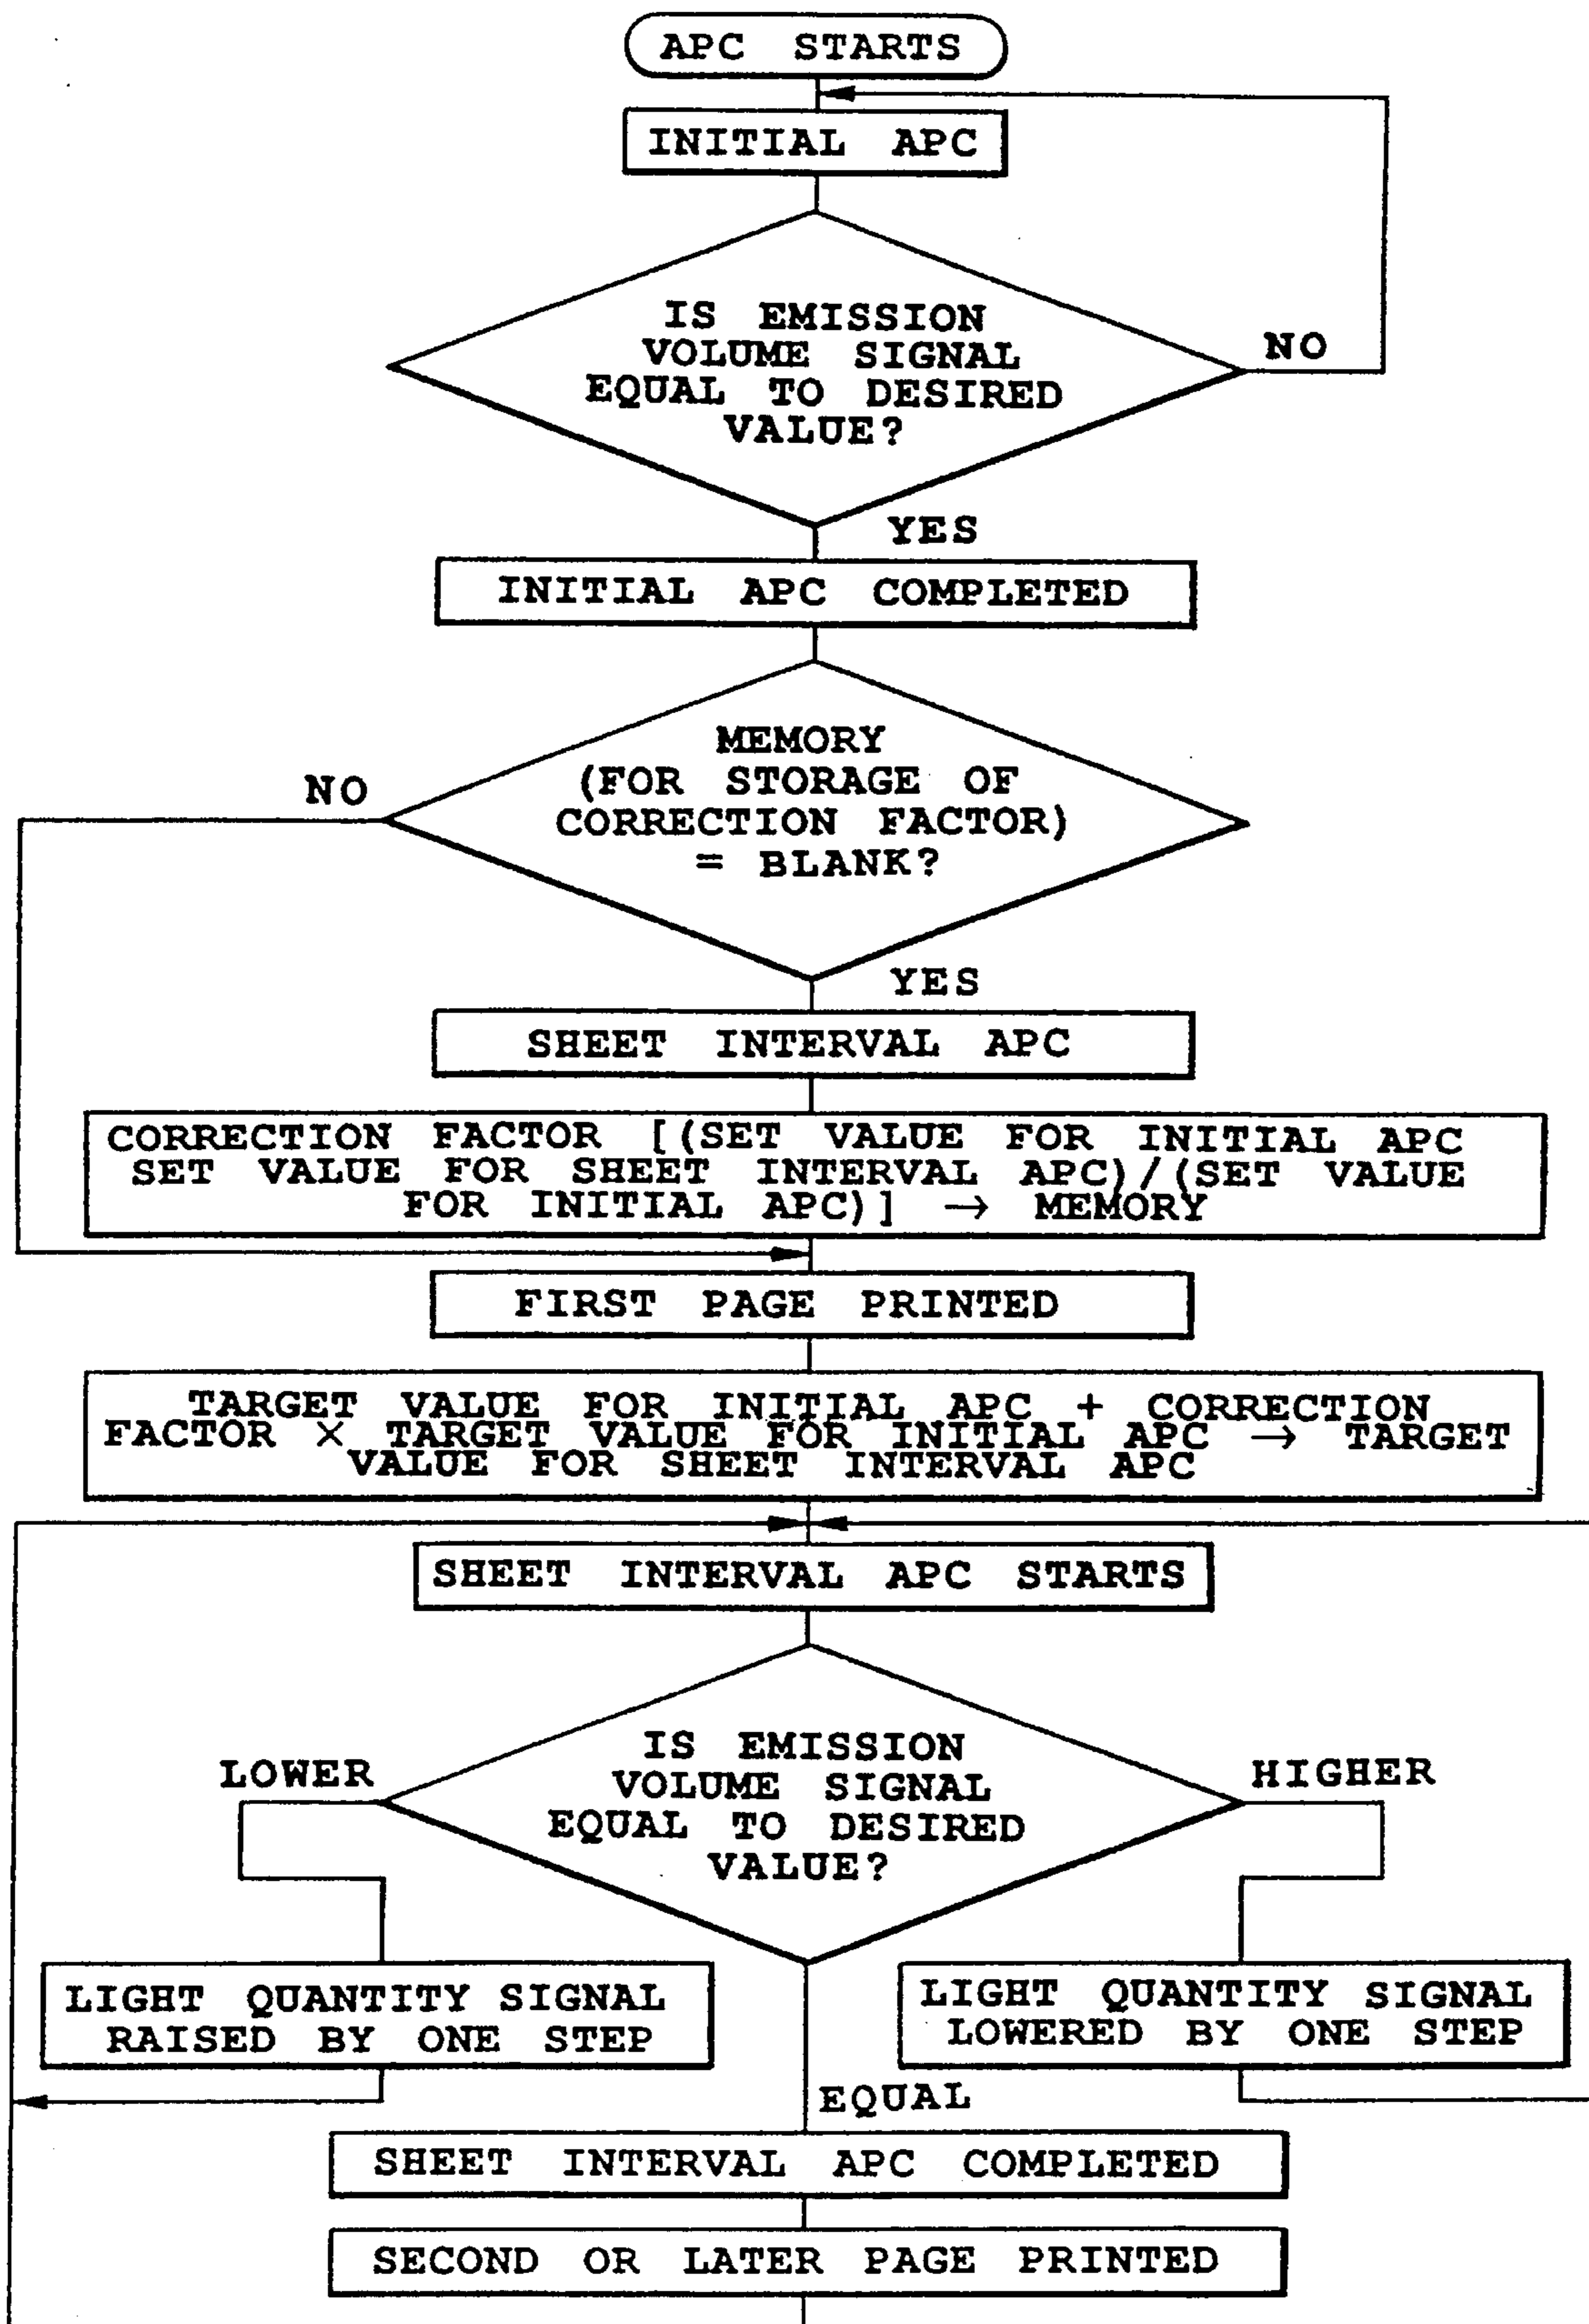 APC STARTS
INITIAL APC
IS EMISSION
VOLUME SIGNAL
EQUAL TO DESIRED
VALUE?
NO
YES
INITIAL APC COMPLETED
MEMORY
(FOR STORAGE OF
CORRECTION FACTOR)
= BLANK?
NO
YES
SHEET INTERVAL APC
CORRECTION FACTOR [(SET VALUE FOR INITIAL APC
SET VALUE FOR SHEET INTERVAL APC)/(SET VALUE
FOR INITIAL APC)] → MEMORY
FIRST PAGE PRINTED
TARGET VALUE FOR INITIAL APC + CORRECTION
FACTOR × TARGET VALUE FOR INITIAL APC → TARGET
VALUE FOR SHEET INTERVAL APC
SHEET INTERVAL APC STARTS
IS EMISSION
VOLUME SIGNAL
EQUAL TO DESIRED
VALUE?
LOWER
HIGHER
LIGHT QUANTITY SIGNAL
RAISED BY ONE STEP
LIGHT QUANTITY SIGNAL
LOWERED BY ONE STEP
EQUAL
SHEET INTERVAL APC COMPLETED
SECOND OR LATER PAGE PRINTED